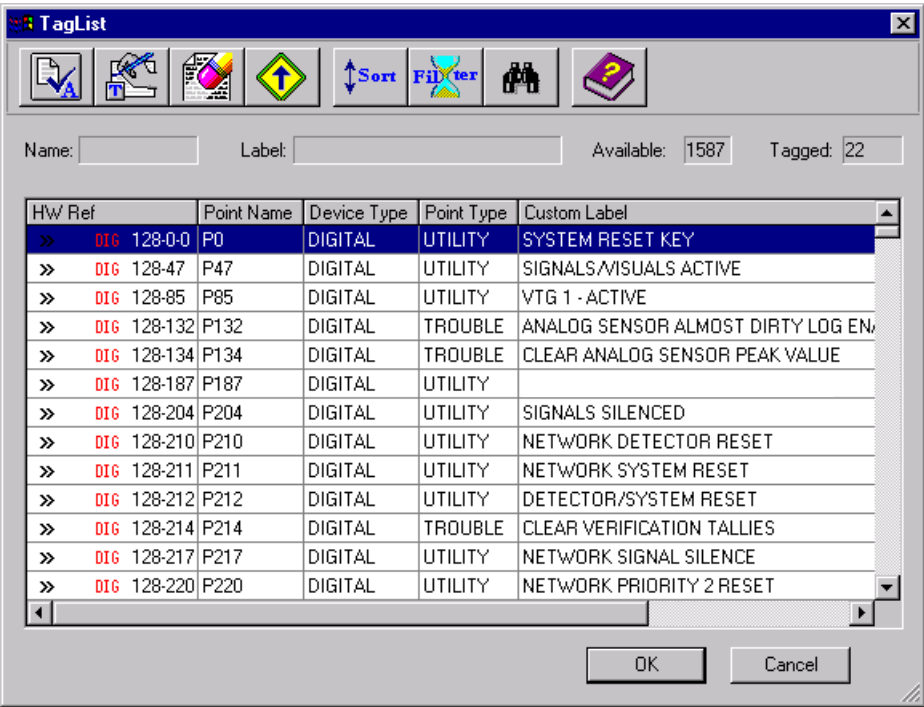 TagList
A T Sort Filter ?
Name: Label: Available: 1587 Tagged: 22
HW Ref Point Name Device Type Point Type Custom Label
» DIG 128-0-0 P0 DIGITAL UTILITY SYSTEM RESET KEY
» DIG 128-47 P47 DIGITAL UTILITY SIGNALS/VISUALS ACTIVE
» DIG 128-85 P85 DIGITAL UTILITY VTG 1 - ACTIVE
» DIG 128-132 P132 DIGITAL TROUBLE ANALOG SENSOR ALMOST DIRTY LOG EN
» DIG 128-134 P134 DIGITAL TROUBLE CLEAR ANALOG SENSOR PEAK VALUE
» DIG 128-187 P187 DIGITAL UTILITY
» DIG 128-204 P204 DIGITAL UTILITY SIGNALS SILENCED
» DIG 128-210 P210 DIGITAL UTILITY NETWORK DETECTOR RESET
» DIG 128-211 P211 DIGITAL UTILITY NETWORK SYSTEM RESET
» DIG 128-212 P212 DIGITAL UTILITY DETECTOR/SYSTEM RESET
» DIG 128-214 P214 DIGITAL TROUBLE CLEAR VERIFICATION TALLIES
» DIG 128-217 P217 DIGITAL UTILITY NETWORK SIGNAL SILENCE
» DIG 128-220 P220 DIGITAL UTILITY NETWORK PRIORITY 2 RESET
OK Cancel